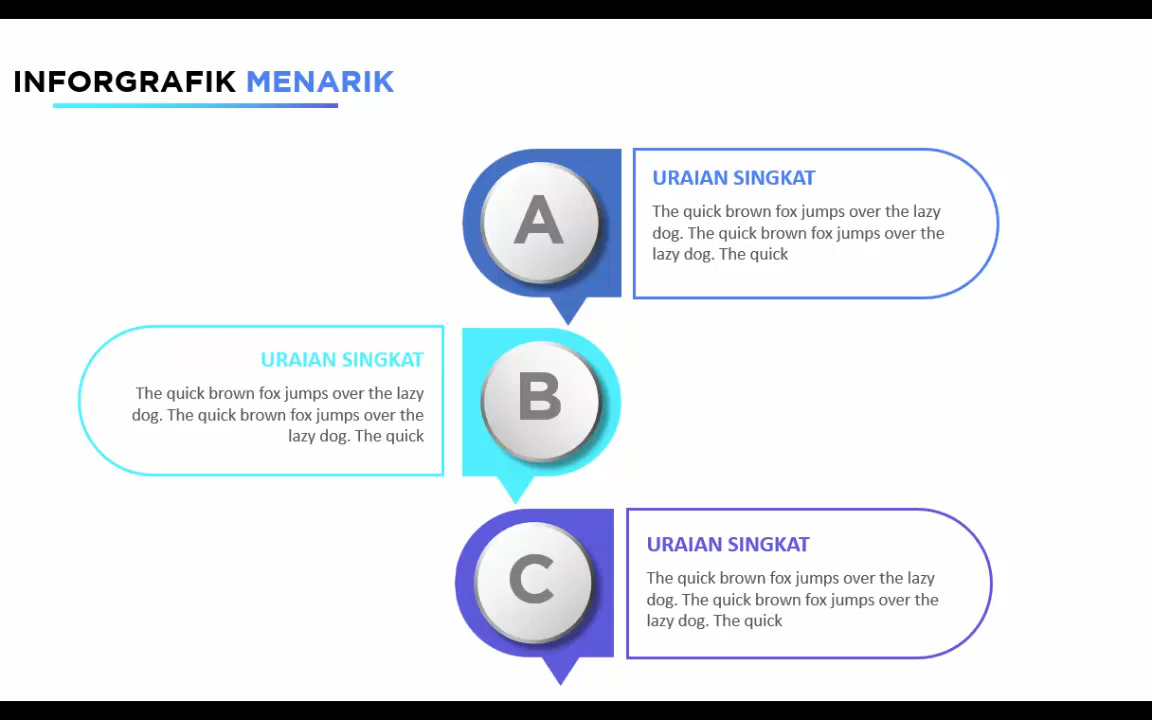 INFORGRAFIK MENARIK
A
URAIAN SINGKAT
The quick brown fox jumps over the lazy
dog. The quick brown fox jumps over the
lazy dog. The quick
URAIAN SINGKAT
The quick brown fox jumps over the lazy
dog. The quick brown fox jumps over the
lazy dog. The quick
B
C
URAIAN SINGKAT
The quick brown fox jumps over the lazy
dog. The quick brown fox jumps over the
lazy dog. The quick